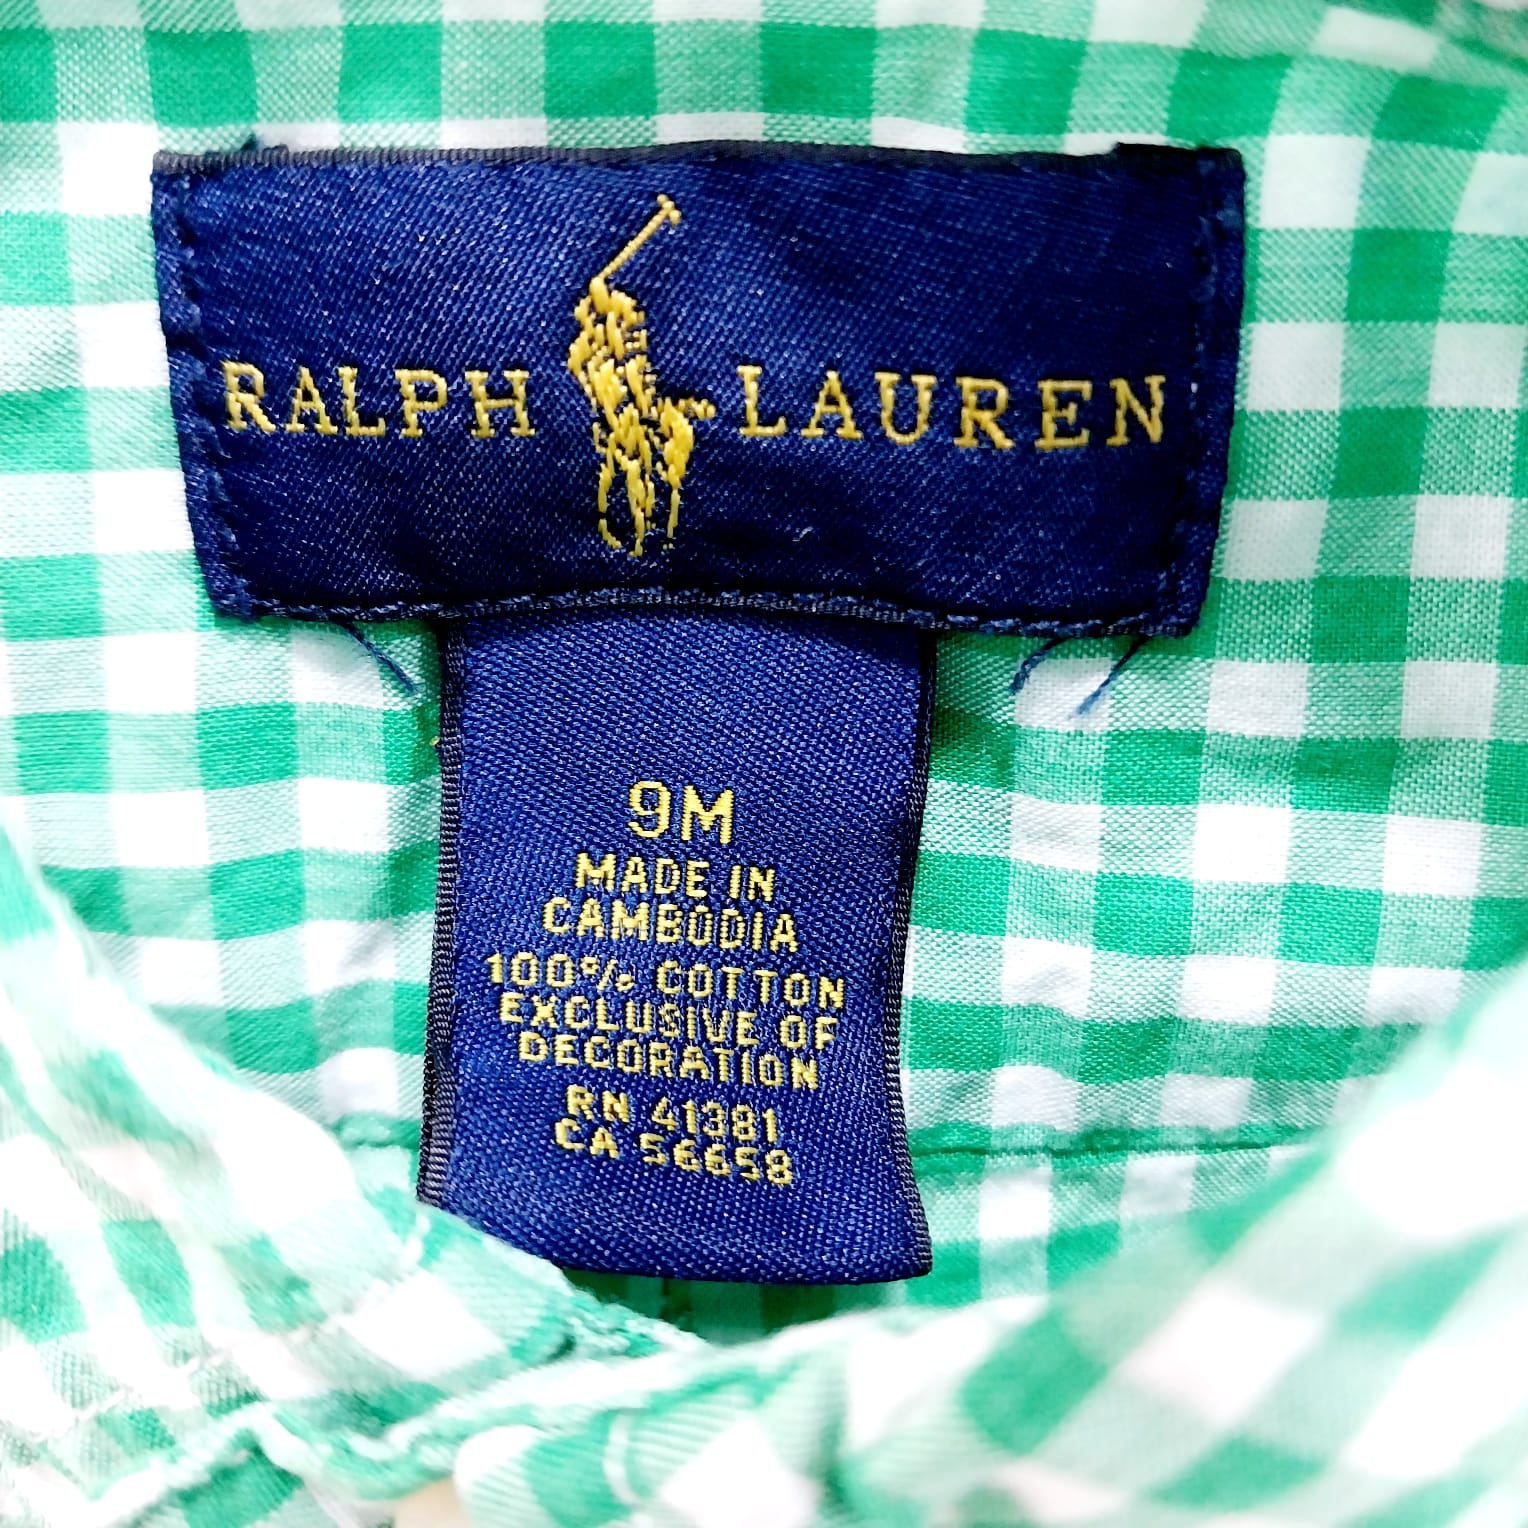 RALPH LAUREN
9M
MADE IN
CAMBODIA
100% COTTON
EXCLUSIVE OF
DECORATION
RN 41381
CA 56658